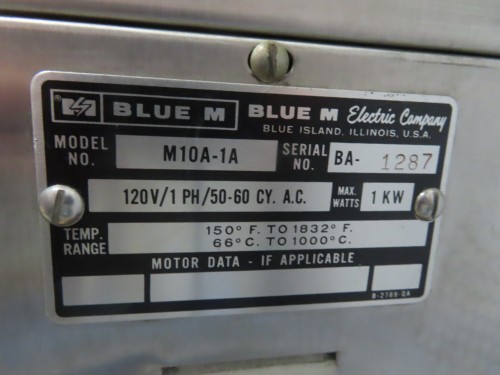 ® BLUE M BLUE M Electric Company
BLUE ISLAND, ILLINOIS, U.S.A.
MODEL NO. M10A-1A SERIAL NO. BA- 1287
120V/1 PH/50-60 CY. A.C. MAX. WATTS 1 KW
TEMP. RANGE 150° F. TO 1832° F.
66° C. TO 1000° C.
MOTOR DATA - IF APPLICABLE